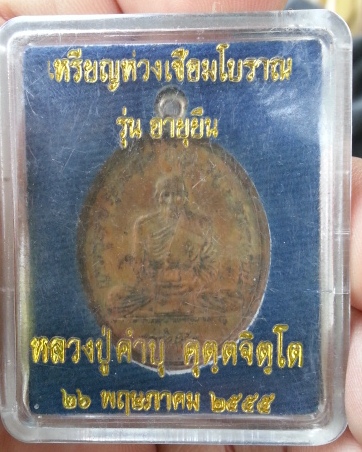 เหรียญห่วงเชื่อมโบราณ
รุ่น อายุยืน
หลวงปู่คำบุ คุตฺตจิตฺโต
๒๖ พฤษภาคม ๒๕๕๕